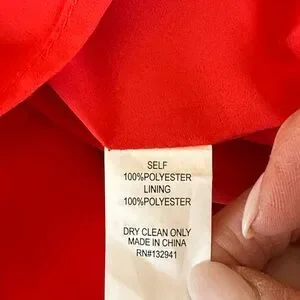 SELF
100%POLYESTER
LINING
100%POLYESTER
DRY CLEAN ONLY
MADE IN CHINA
RN#132941